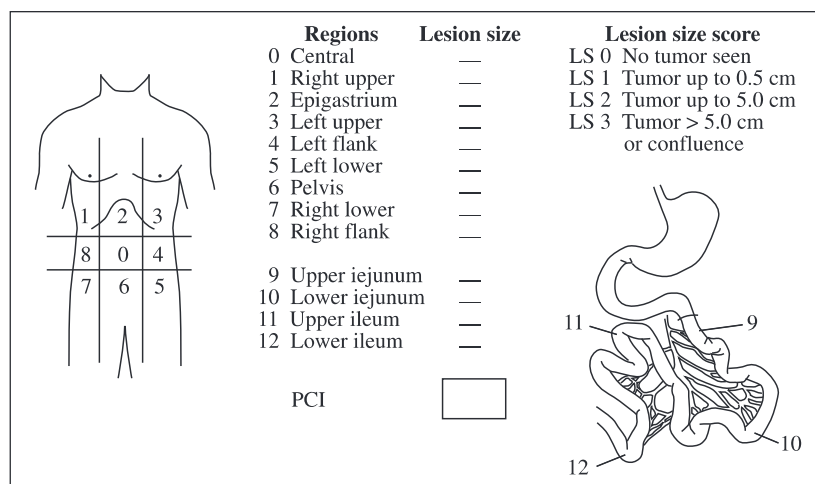 Regions Lesion size
0 Central
1 Right upper
2 Epigastrium
3 Left upper
4 Left flank
5 Left lower
6 Pelvis
7 Right lower
8 Right flank
9 Upper iejunum
10 Lower iejunum
11 Upper ileum
12 Lower ileum
PCI
Lesion size score
LS 0 No tumor seen
LS 1 Tumor up to 0.5 cm
LS 2 Tumor up to 5.0 cm
LS 3 Tumor > 5.0 cm
or confluence
1 2 3
8 0 4
7 6 5
11 9
10
12